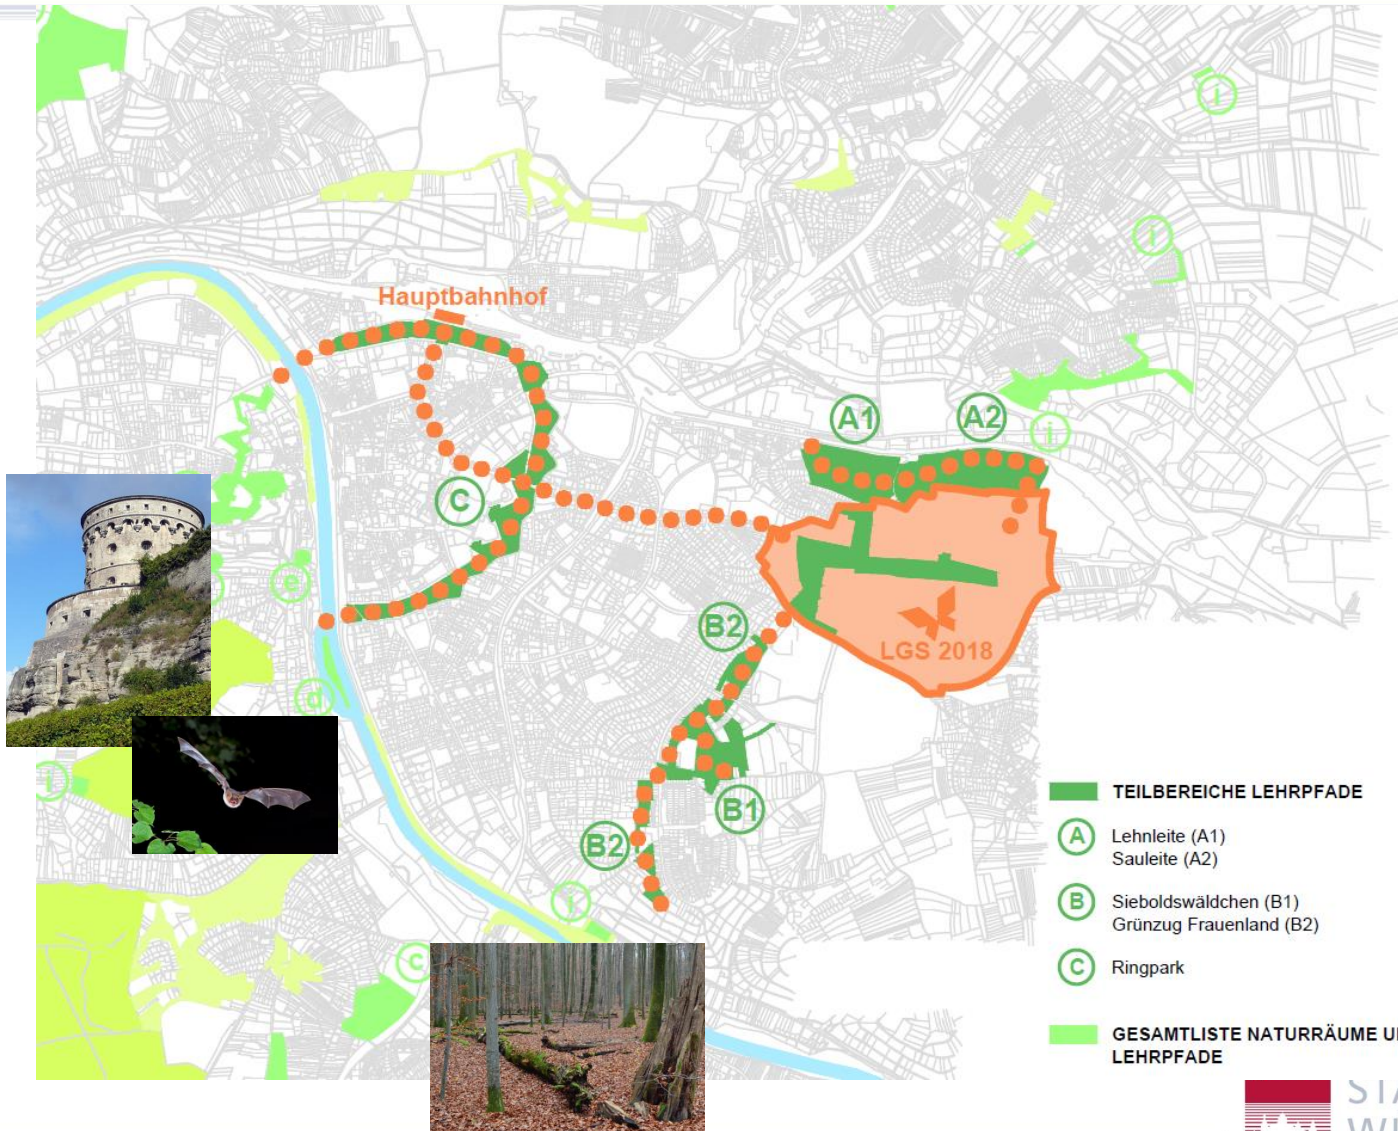 i
i
Hauptbahnhof
A1
A2
i
C
e
B2
LGS 2018
d
i
B1
B2
i
c
TEILBEREICHE LEHRPFADE
A
Lehnleite (A1)
Sauleite (A2)
B
Sieboldswäldchen (B1)
Grünzug Frauenland (B2)
C
Ringpark
GESAMTLISTE NATURRÄUME
LEHRPFADE